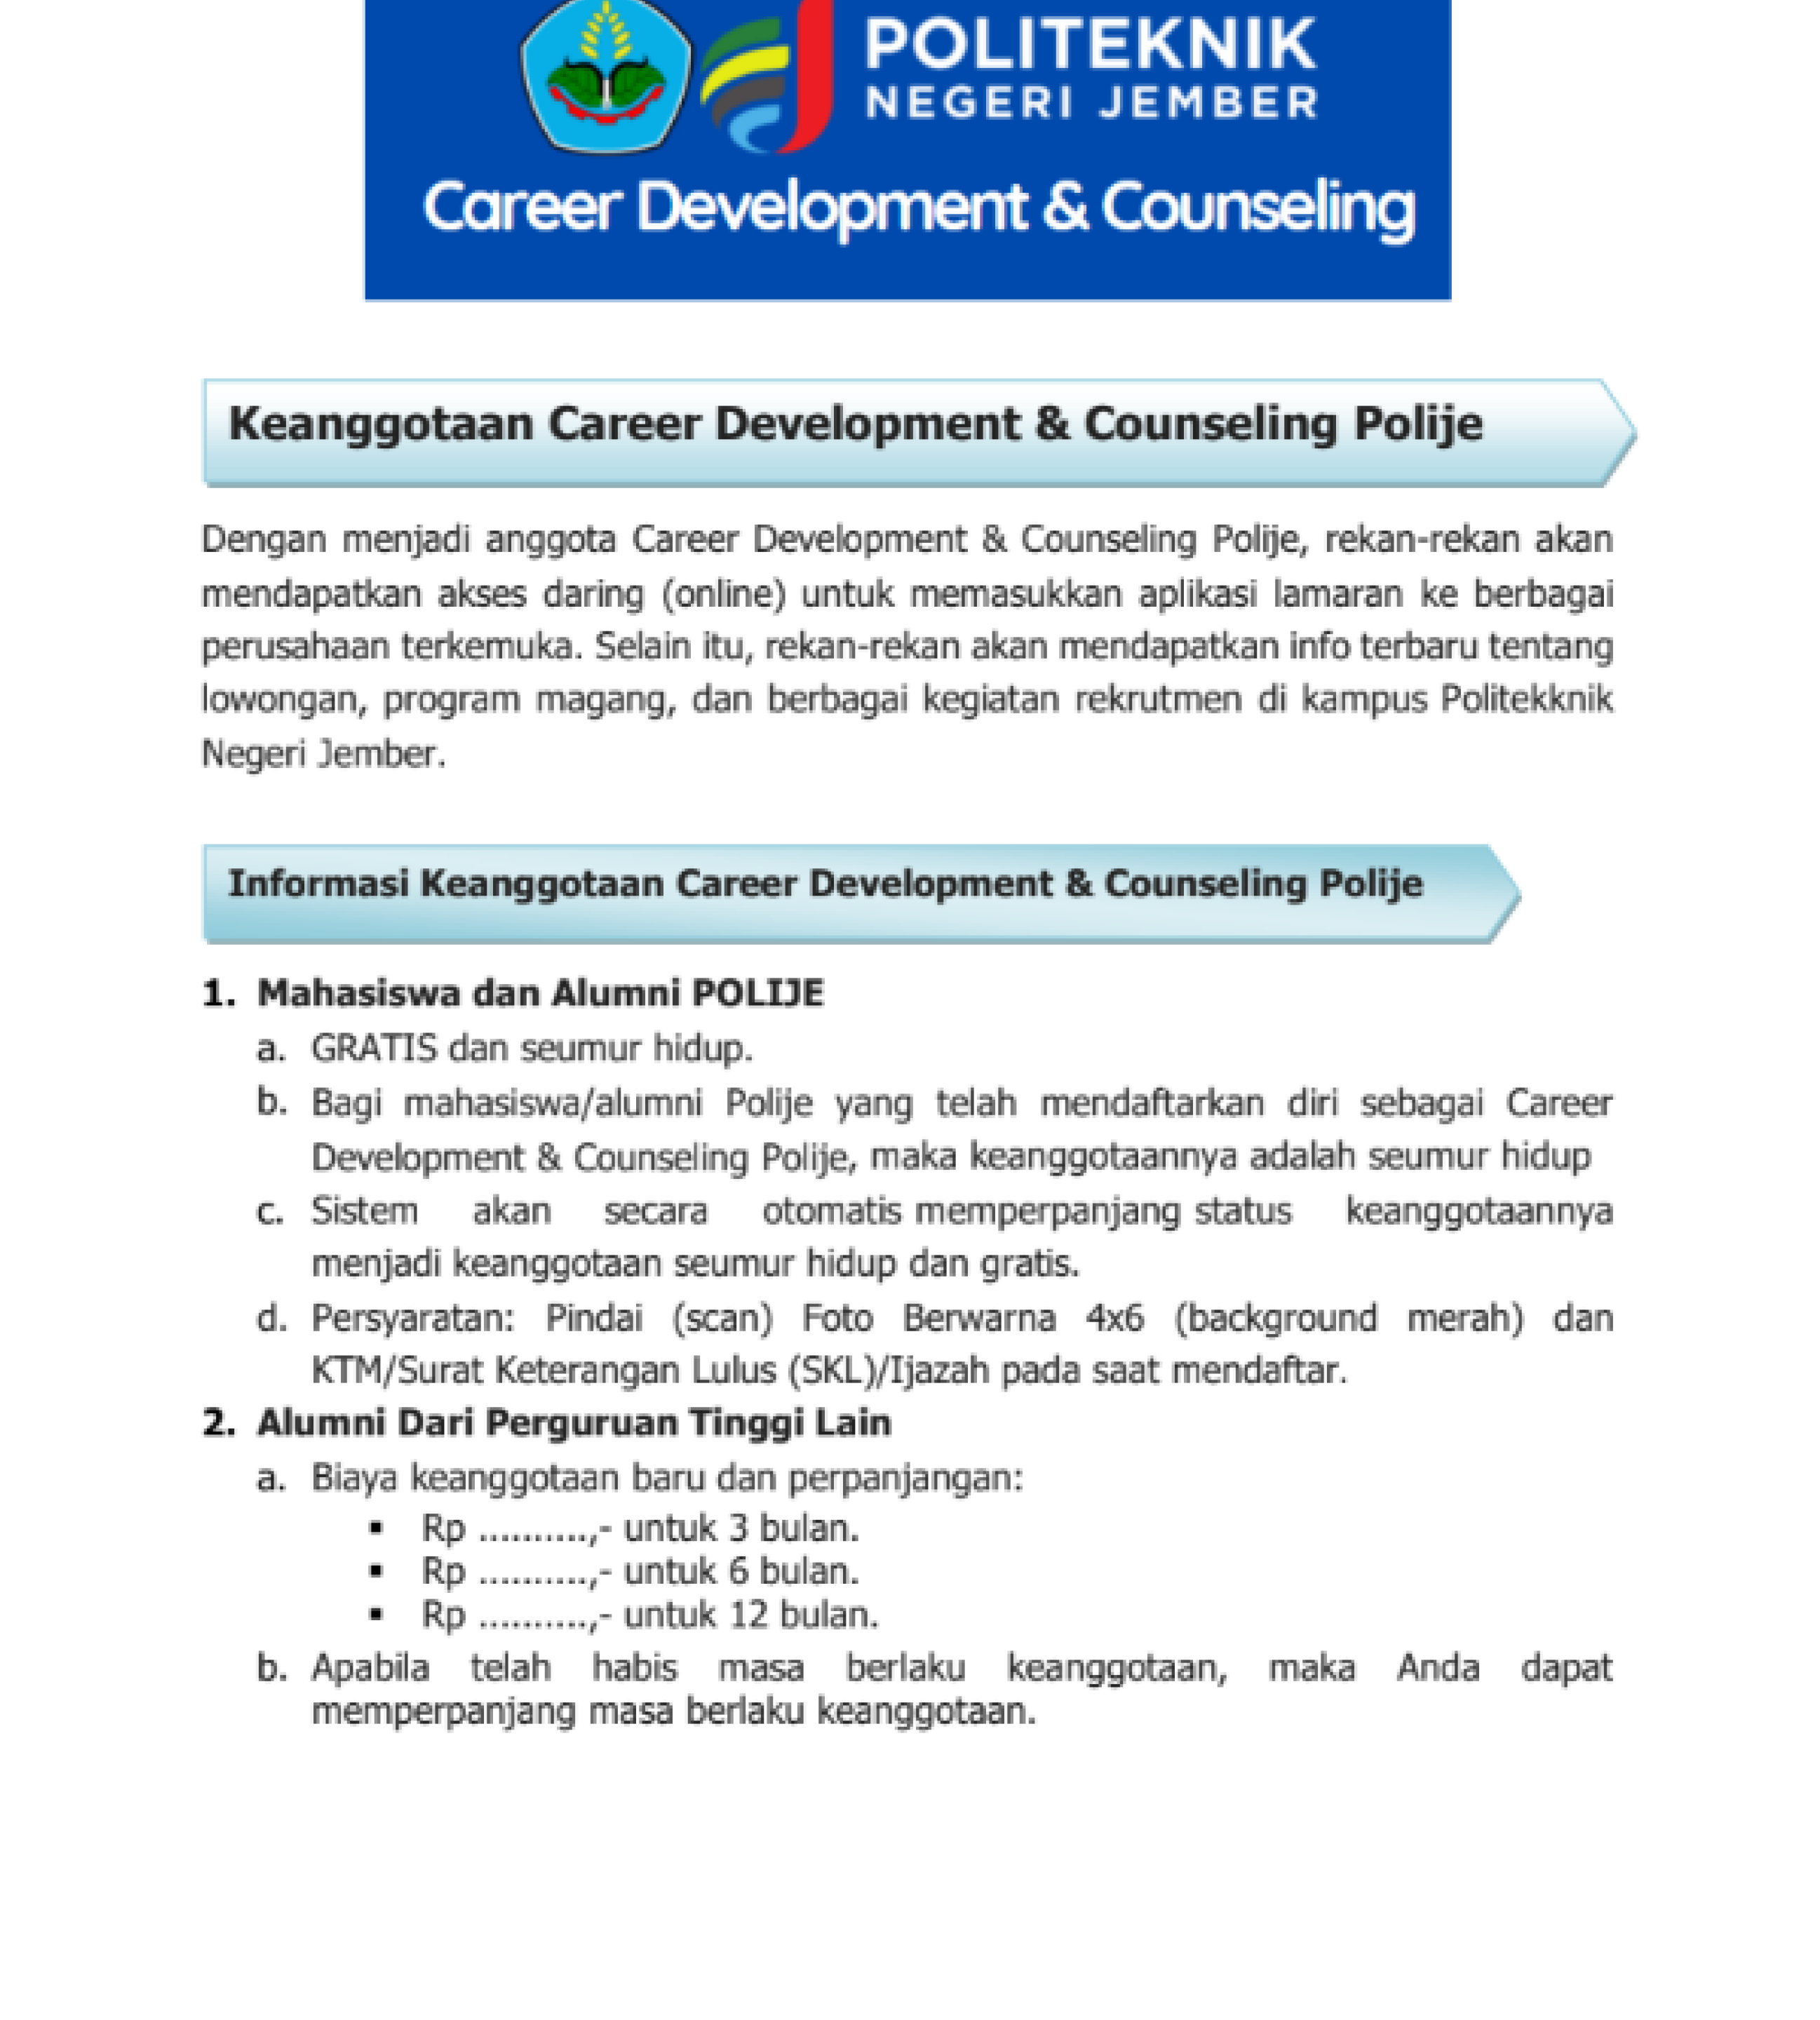 POLITEKNIK
NEGERI JEMBER
Career Development & Counseling
Keanggotaan Career Development & Counseling Polije
Dengan menjadi anggota Career Development & Counseling Polije, rekan-rekan akan
mendapatkan akses daring (online) untuk memasukkan aplikasi lamaran ke berbagai
perusahaan terkemuka. Selain itu, rekan-rekan akan mendapatkan info terbaru tentang
lowongan, program magang, dan berbagai kegiatan rekrutmen di kampus Politekknik
Negeri Jember.
Informasi Keanggotaan Career Development & Counseling Polije
1. Mahasiswa dan Alumni POLIJE
a. GRATIS dan seumur hidup.
b. Bagi mahasiswa/alumni Polije yang telah mendaftarkan diri sebagai Career
Development & Counseling Polije, maka keanggotaannya adalah seumur hidup
c. Sistem akan secara otomatis memperpanjang status keanggotaannya
menjadi keanggotaan seumur hidup dan gratis.
d. Persyaratan: Pindai (scan) Foto Berwarna 4x6 (background merah) dan
KTM/Surat Keterangan Lulus (SKL)/Ijazah pada saat mendaftar.
2. Alumni Dari Perguruan Tinggi Lain
a. Biaya keanggotaan baru dan perpanjangan:
▪ Rp ..........,- untuk 3 bulan.
▪ Rp ..........,- untuk 6 bulan.
▪ Rp ..........,- untuk 12 bulan.
b. Apabila telah habis masa berlaku keanggotaan, maka Anda dapat
memperpanjang masa berlaku keanggotaan.